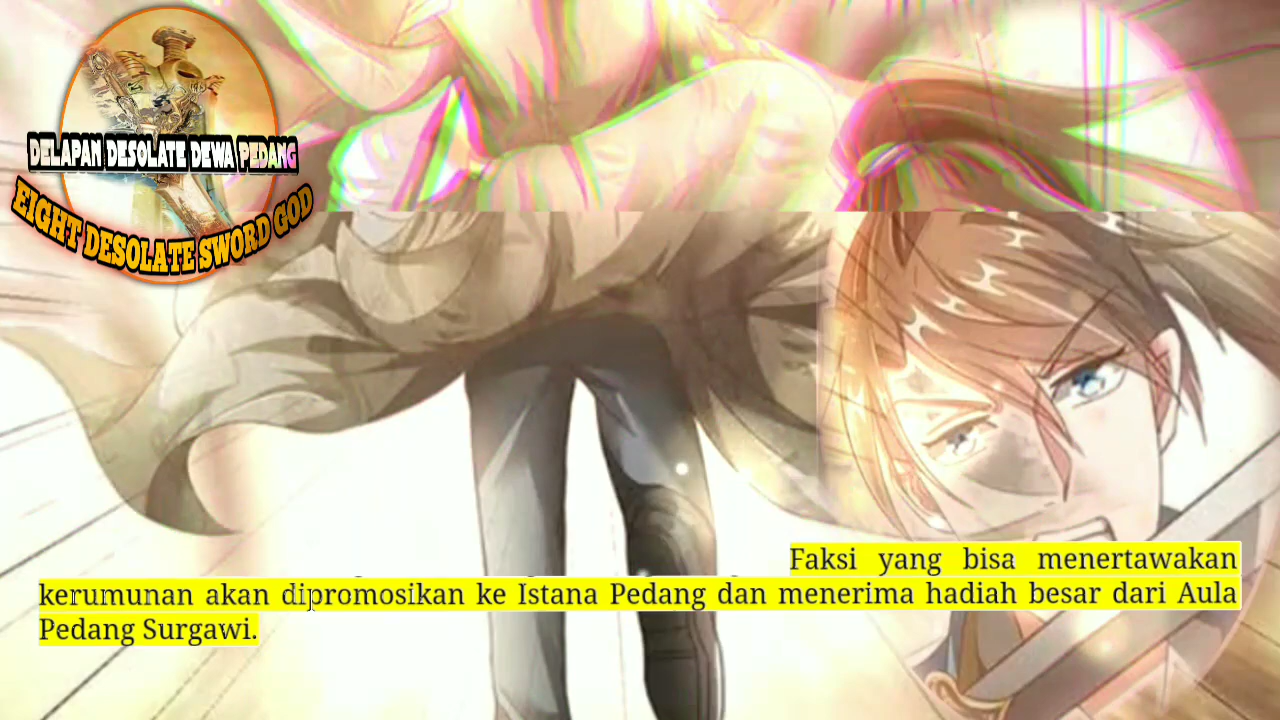 DELAPAN DESOLATE DEWA PEDANG
EIGHT DESOLATE SWORD GOD
Faksi yang bisa menertawakan
kerumunan akan dipromosikan ke Istana Pedang dan menerima hadiah besar dari Aula
Pedang Surgawi.